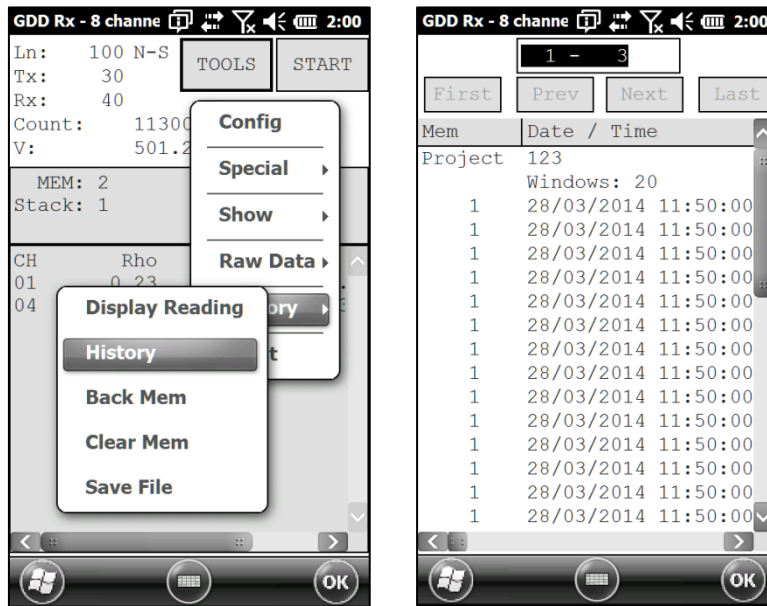 GDD Rx - 8 channe 2:00
Ln: 100 N-S
TOOLS START
Tx: 30
Rx: 40
Count: 11300
V: 501.2
MEM: 2
Stack: 1
CH Rho
01 0.23
04
Config
Special
Show
Raw Data
ory
t
Display Reading
History
Back Mem
Clear Mem
Save File
OK
GDD Rx - 8 channe 2:00
1 - 3
First Prev Next Last
Mem Date / Time
Project 123
Windows: 20
1 28/03/2014 11:50:00
1 28/03/2014 11:50:00
1 28/03/2014 11:50:00
1 28/03/2014 11:50:00
1 28/03/2014 11:50:00
1 28/03/2014 11:50:00
1 28/03/2014 11:50:00
1 28/03/2014 11:50:00
1 28/03/2014 11:50:00
1 28/03/2014 11:50:00
1 28/03/2014 11:50:00
1 28/03/2014 11:50:00
1 28/03/2014 11:50:00
1 28/03/2014 11:50:00
OK